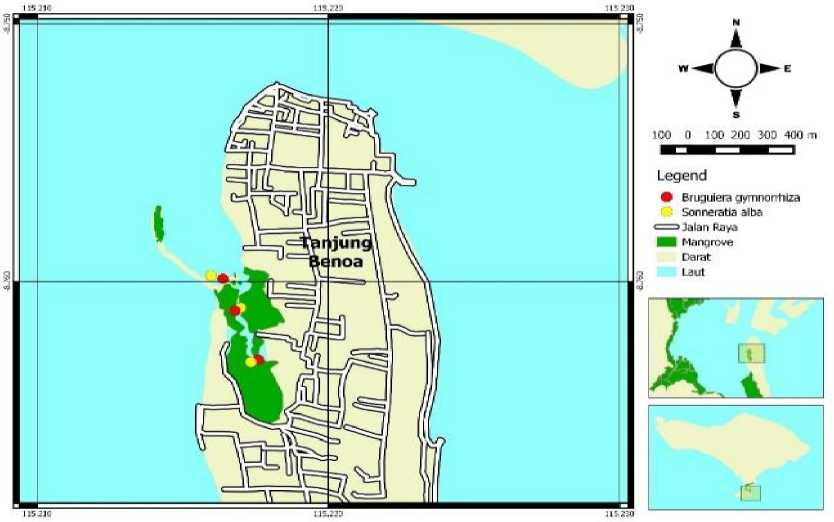 115.210
115.220
115.230
-8.750
-8.750
N
W
E
S
100 0 100 200 300 400 m
Legend
Bruguiera gymnorrhiza
Sonneratia alba
Jalan Raya
Mangrove
Darat
Laut
Tanjung
Benoa
-8.760
-8.760
115.210
115.220
115.230